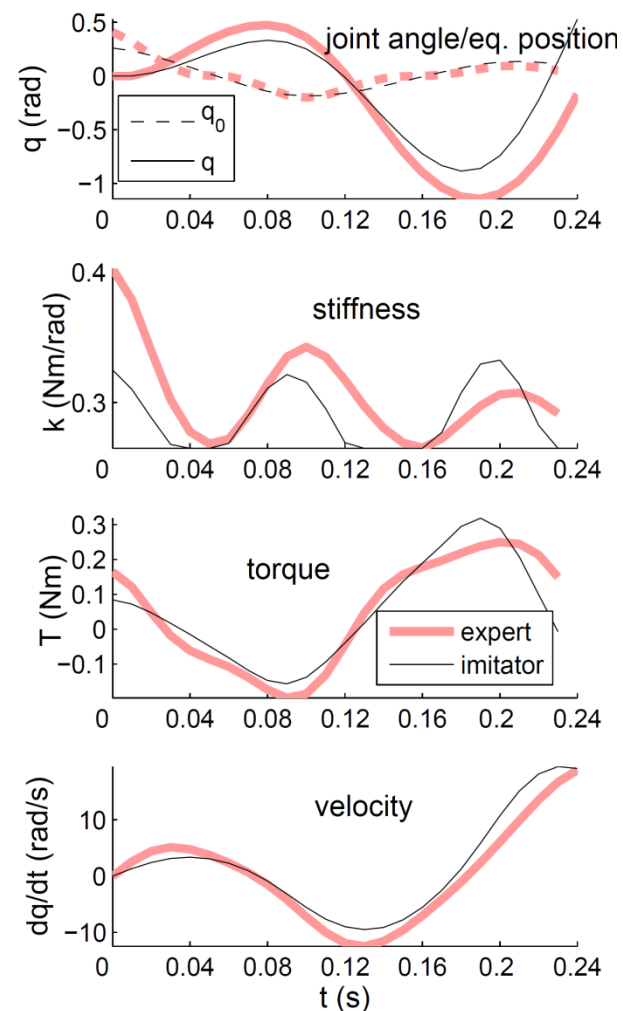 joint angle/eq. position
q (rad)
0.5
0
−0.5
−1
q0
q
0 0.04 0.08 0.12 0.16 0.2 0.24
stiffness
k (Nm/rad)
0.4
0.3
0 0.04 0.08 0.12 0.16 0.2 0.24
torque
T (Nm)
0.3
0.2
0.1
0
−0.1
expert
imitator
0 0.04 0.08 0.12 0.16 0.2 0.24
velocity
dq/dt (rad/s)
10
0
−10
0 0.04 0.08 0.12 0.16 0.2 0.24
t (s)